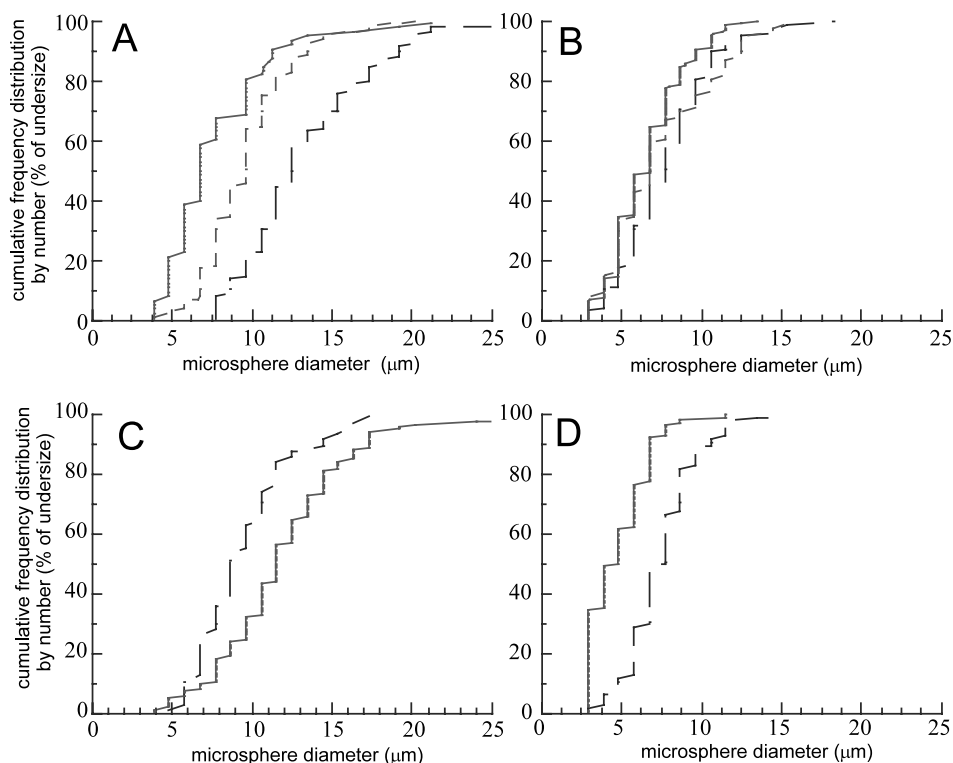 A
cumulative frequency distribution
by number (% of undersize)
100
80
60
40
20
0
0 5 10 15 20 25
microsphere diameter (μm)
B
100
80
60
40
20
0
0 5 10 15 20 25
microsphere diameter (μm)
C
cumulative frequency distribution
by number (% of undersize)
100
80
60
40
20
0
0 5 10 15 20 25
microsphere diameter (μm)
D
100
80
60
40
20
0
0 5 10 15 20 25
microsphere diameter (μm)